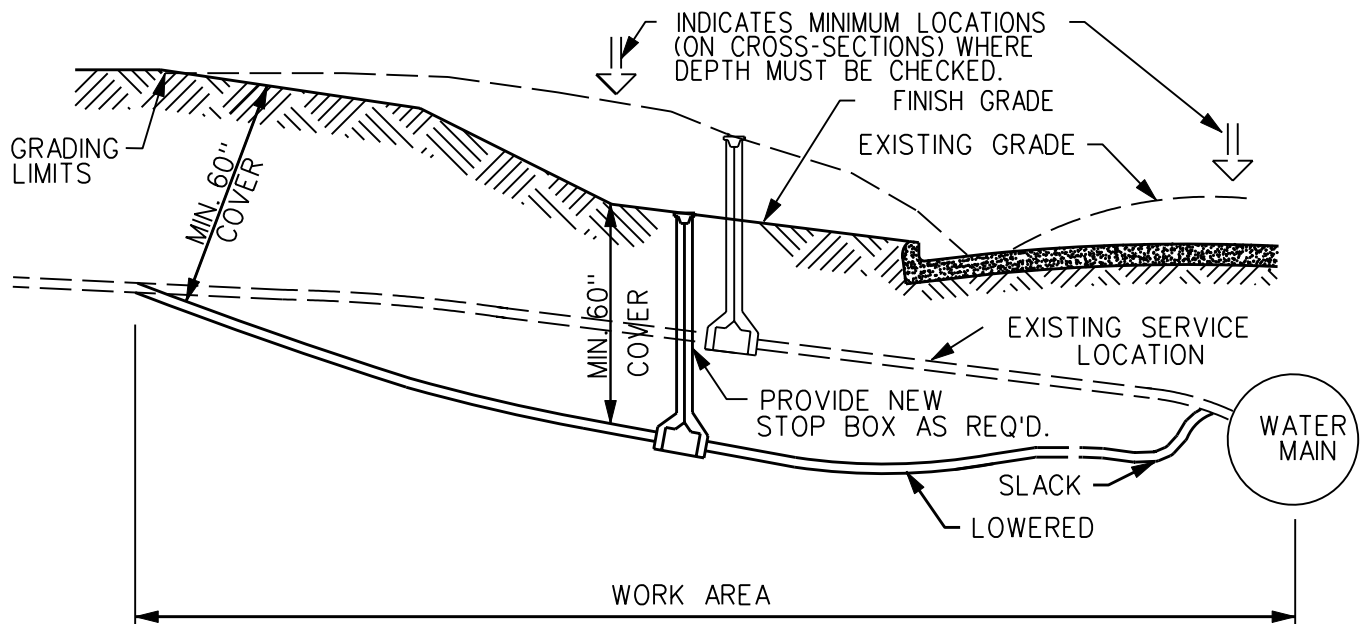 INDICATES MINIMUM LOCATIONS
(ON CROSS-SECTIONS) WHERE
DEPTH MUST BE CHECKED.
FINISH GRADE
EXISTING GRADE
GRADING
LIMITS
MIN. 60"
COVER
MIN. 60"
COVER
EXISTING SERVICE
LOCATION
PROVIDE NEW
STOP BOX AS REQ'D.
WATER
MAIN
SLACK
LOWERED
WORK AREA